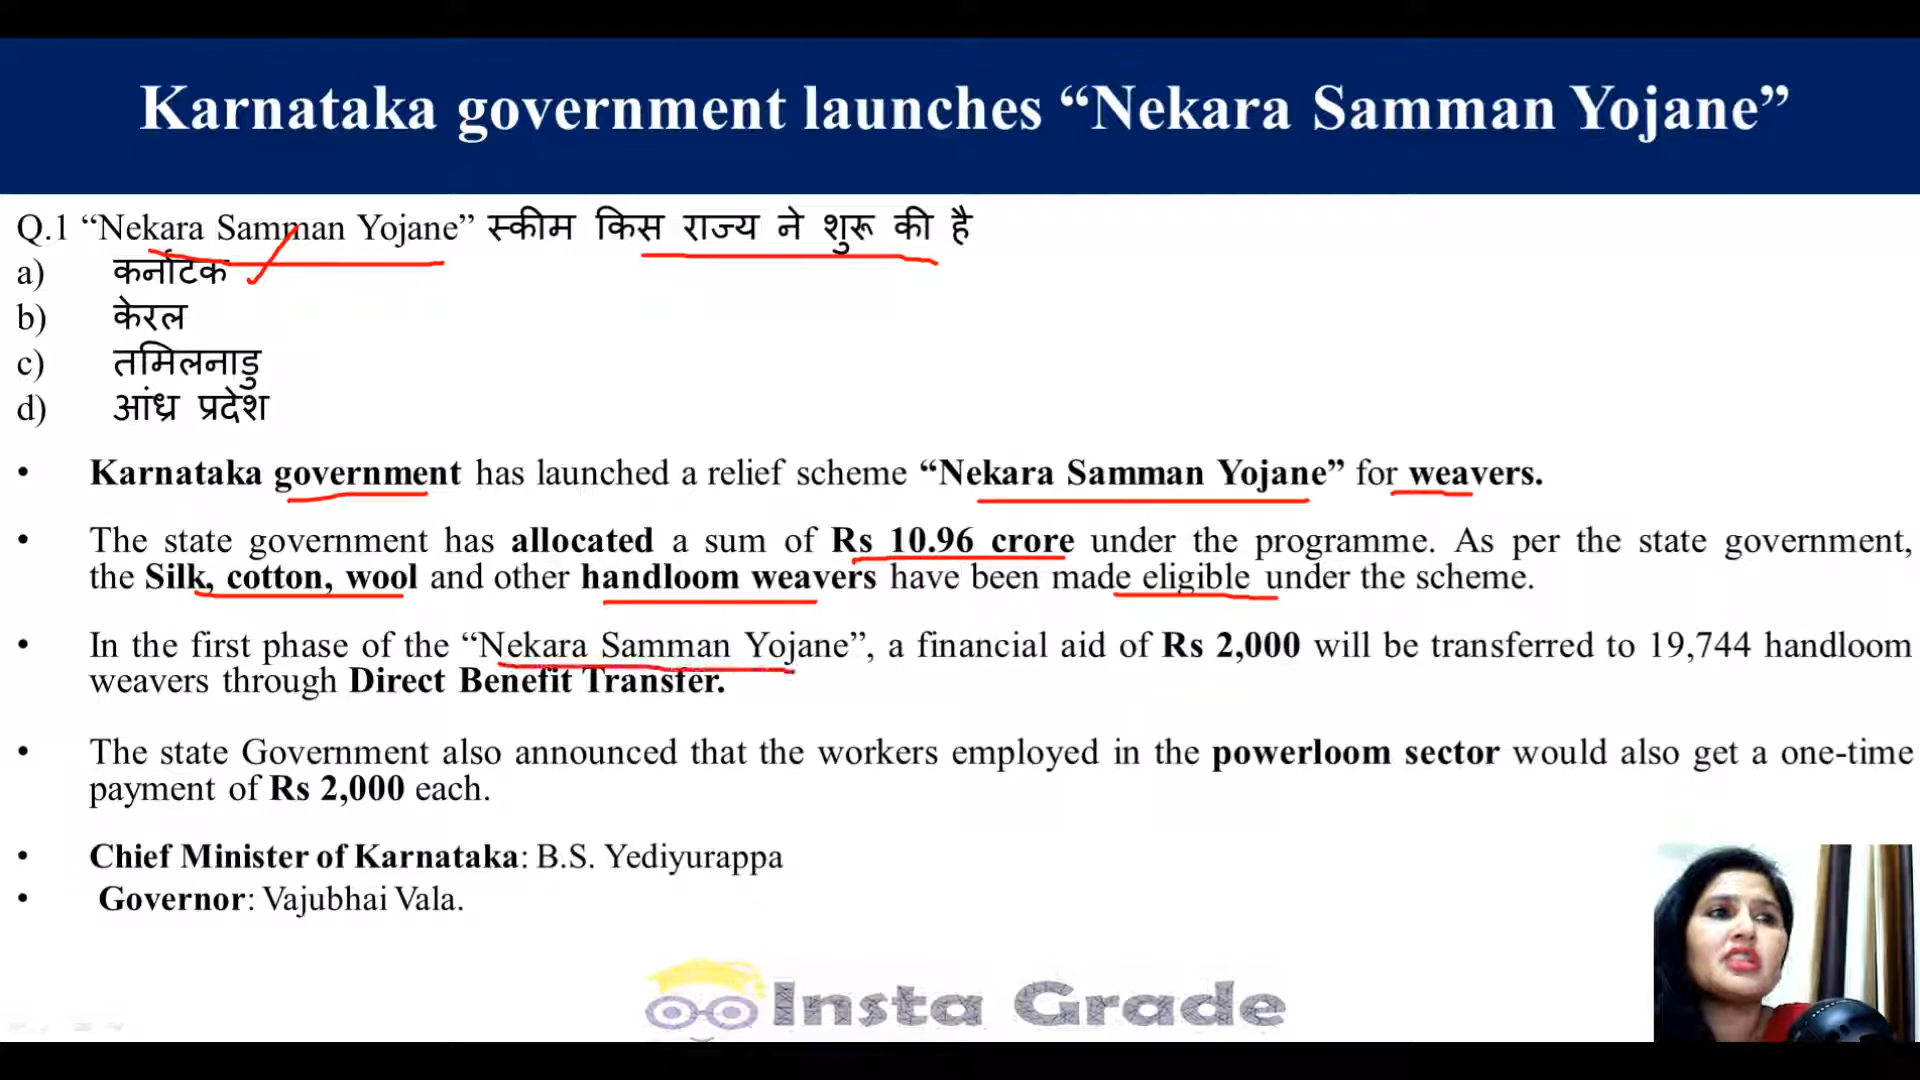 Karnataka government launches “Nekara Samman Yojane”
Q.1 “Nekara Samman Yojane” स्कीम किस राज्य ने शुरू की है
a) कर्नाटक
b) केरल
c) तमिलनाडु
d) आंध्र प्रदेश
• Karnataka government has launched a relief scheme “Nekara Samman Yojane” for weavers.
• The state government has allocated a sum of Rs 10.96 crore under the programme. As per the state government,
the Silk, cotton, wool and other handloom weavers have been made eligible under the scheme.
• In the first phase of the “Nekara Samman Yojane”, a financial aid of Rs 2,000 will be transferred to 19,744 handloom
weavers through Direct Benefit Transfer.
• The state Government also announced that the workers employed in the powerloom sector would also get a one-time
payment of Rs 2,000 each.
• Chief Minister of Karnataka: B.S. Yediyurappa
• Governor: Vajubhai Vala.
Insta Grade